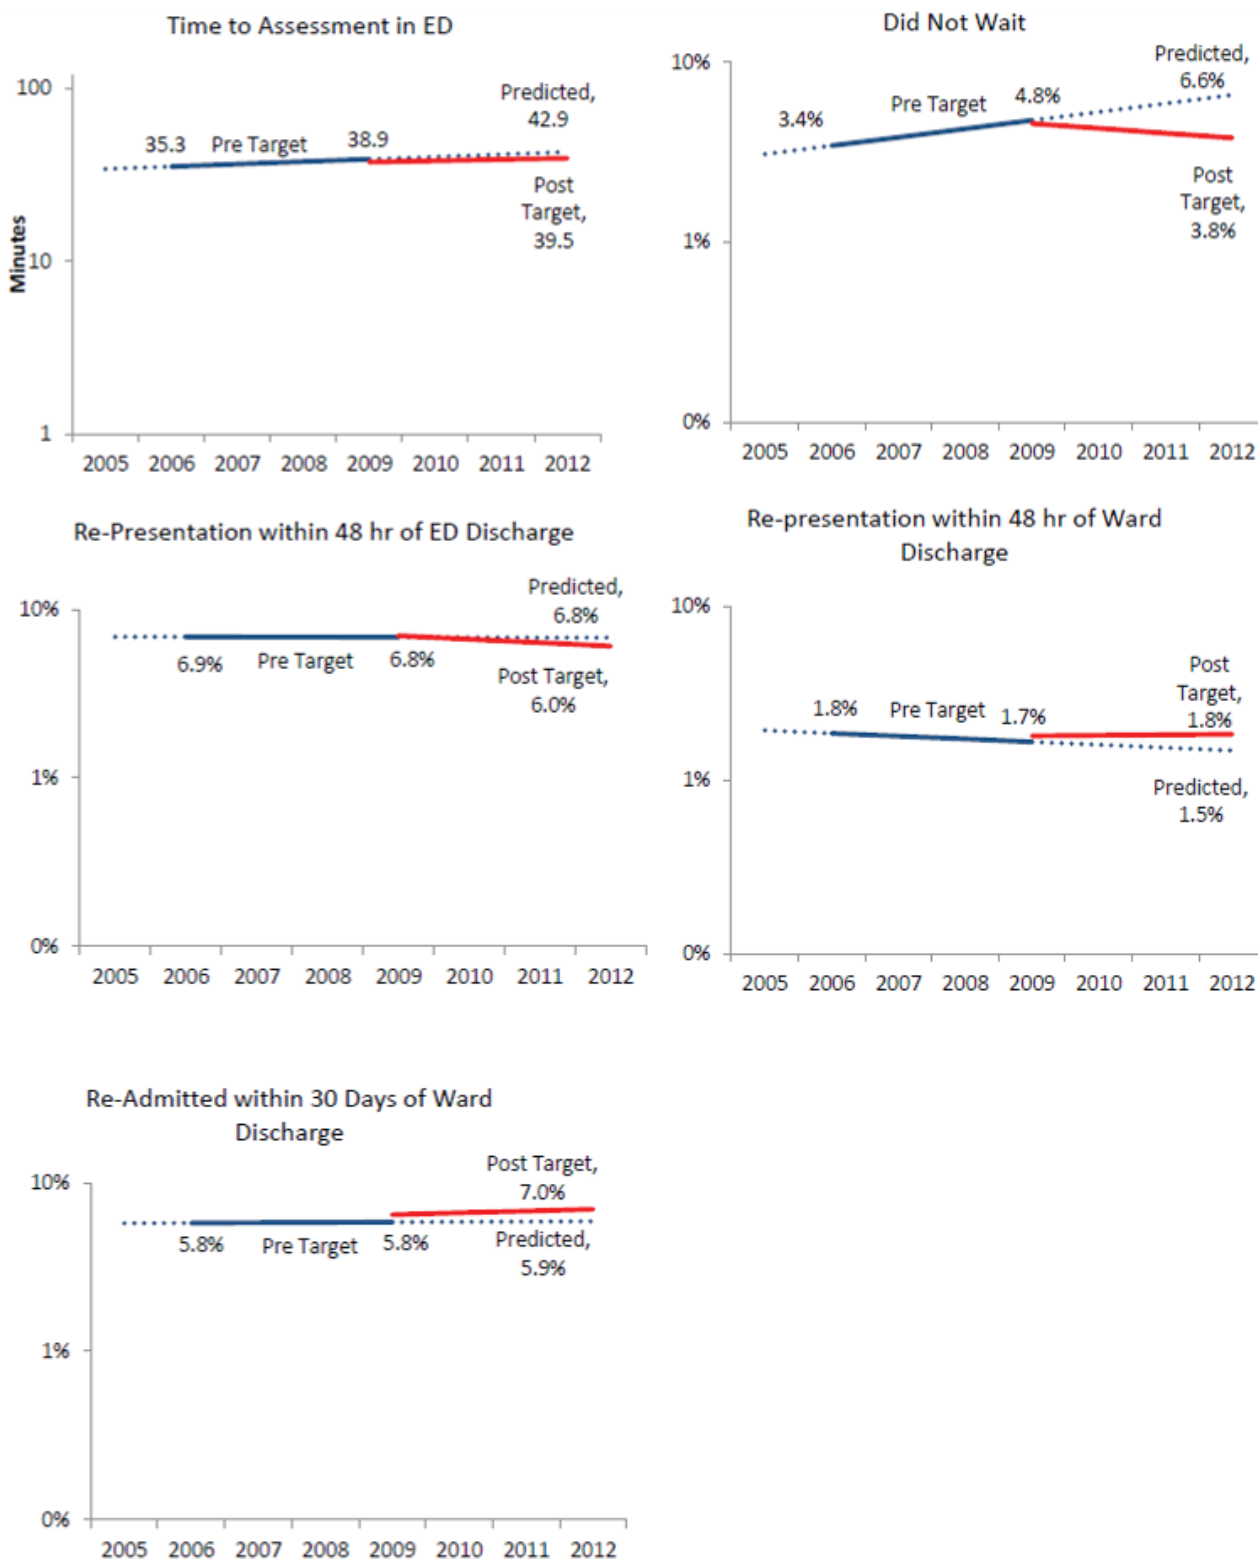 Time to Assessment in ED
100
10
1
Minutes
35.3
Pre Target
38.9
Predicted,
42.9
Post
Target,
39.5
2005 2006 2007 2008 2009 2010 2011 2012
Did Not Wait
10%
1%
0%
3.4%
Pre Target
4.8%
Predicted,
6.6%
Post
Target,
3.8%
2005 2006 2007 2008 2009 2010 2011 2012
Re-Presentation within 48 hr of ED Discharge
10%
1%
0%
6.9%
Pre Target
6.8%
Predicted,
6.8%
Post Target,
6.0%
2005 2006 2007 2008 2009 2010 2011 2012
Re-presentation within 48 hr of Ward
Discharge
10%
1%
0%
1.8%
Pre Target
1.7%
Post
Target,
1.8%
Predicted,
1.5%
2005 2006 2007 2008 2009 2010 2011 2012
Re-Admitted within 30 Days of Ward
Discharge
10%
1%
0%
5.8%
Pre Target
5.8%
Post Target,
7.0%
Predicted,
5.9%
2005 2006 2007 2008 2009 2010 2011 2012